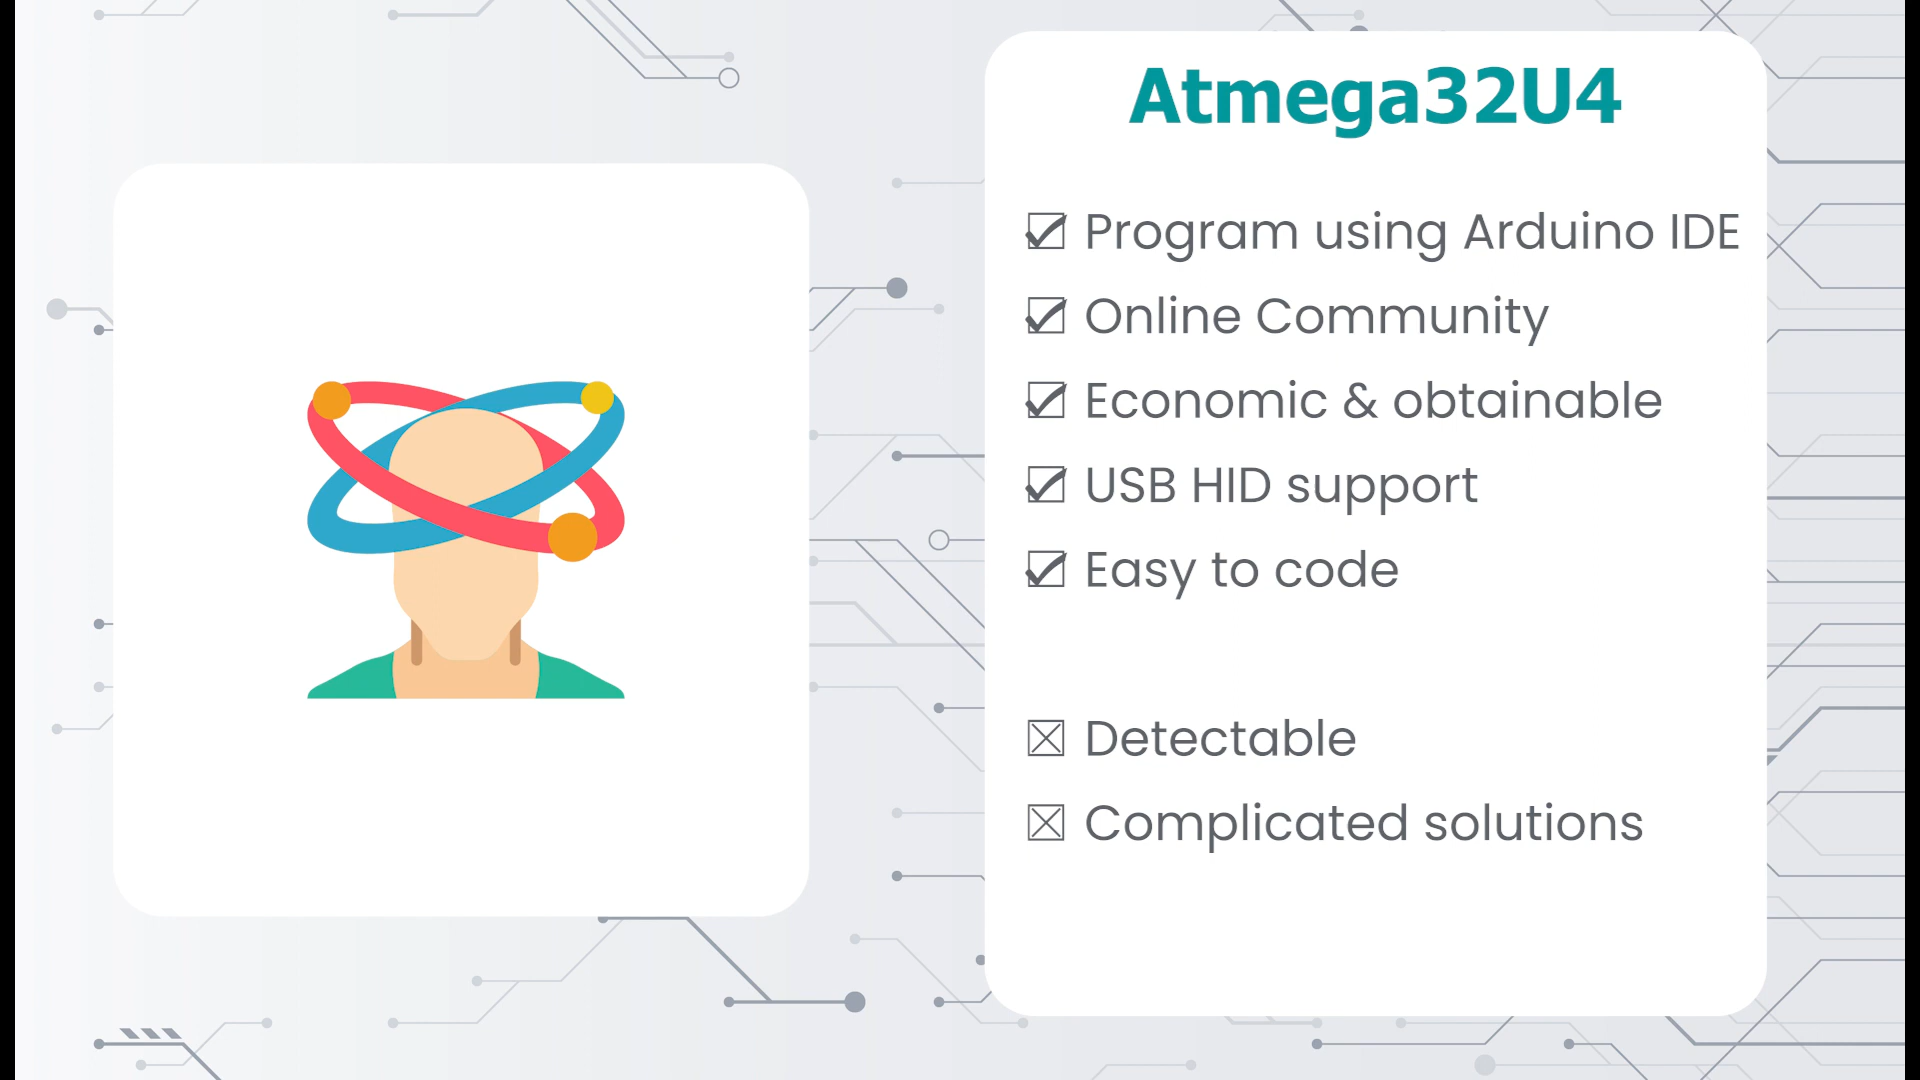 Atmega32U4
Program using Arduino IDE
Online Community
Economic & obtainable
USB HID support
Easy to code
Detectable
Complicated solutions